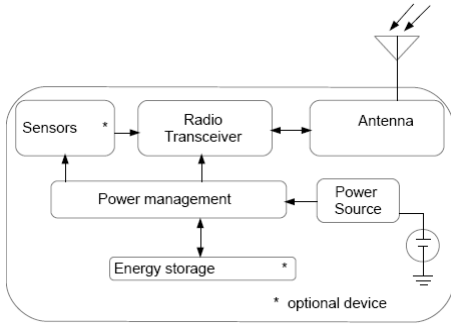 Sensors *
Radio
Transceiver
Antenna
Power management
Power
Source
Energy storage *
* optional device